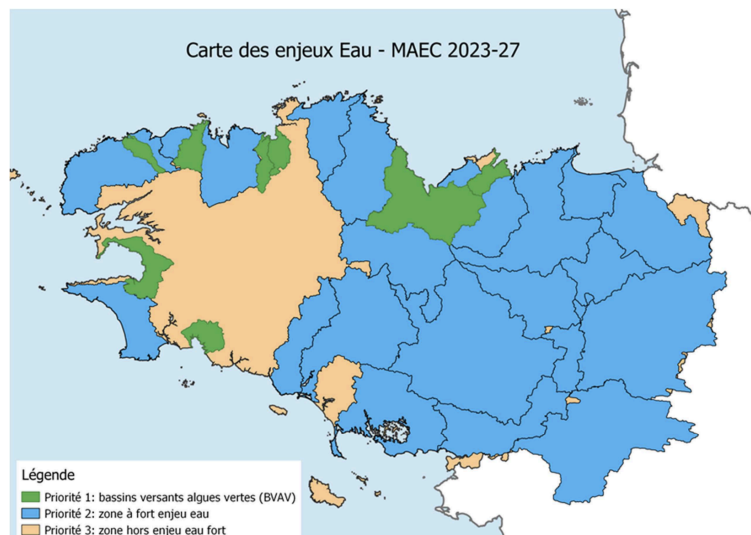 Carte des enjeux Eau - MAEC 2023-27
Légende
Priorité 1: bassins versants algues vertes (BVAV)
Priorité 2: zone à fort enjeu eau
Priorité 3: zone hors enjeu eau fort